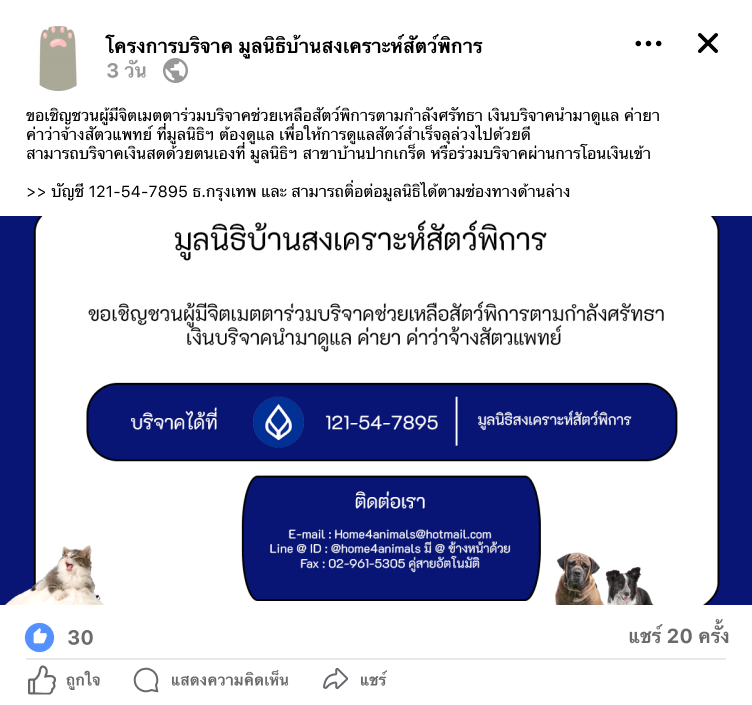 โครงการบริจาค มูลนิธิบ้านสงเคราะห์สัตว์พิการ
3 วัน
ขอเชิญชวนผู้มีจิตเมตตาร่วมบริจาคช่วยเหลือสัตว์พิการตามกำลังศรัทธา เงินบริจาคนำมาดูแล ค่ายา
ค่าว่าจ้างสัตวแพทย์ ที่มูลนิธิฯ ต้องดูแล เพื่อให้การดูแลสัตว์สำเร็จลุล่วงไปด้วยดี
สามารถบริจาคเงินสดด้วยตนเองที่ มูลนิธิฯ สาขาบ้านปากเกร็ด หรือร่วมบริจาคผ่านการโอนเงินเข้า
>> บัญชี 121-54-7895 ธ.กรุงเทพ และ สามารถติ่อต่อมูลนิธิได้ตามช่องทางด้านล่าง
มูลนิธิบ้านสงเคราะห์สัตว์พิการ
ขอเชิญชวนผู้มีจิตเมตตาร่วมบริจาคช่วยเหลือสัตว์พิการตามกำลังศรัทธา
เงินบริจาคนำมาดูแล ค่ายา ค่าว่าจ้างสัตวแพทย์
บริจาคได้ที่ 121-54-7895 มูลนิธิสงเคราะห์สัตว์พิการ
ติดต่อเรา
E-mail : Home4animals@hotmail.com
Line @ ID : @home4animals มี @ ข้างหน้าด้วย
Fax : 02-961-5305 คู่สายอัตโนมัติ
30 แชร์ 20 ครั้ง
ถูกใจ แสดงความคิดเห็น แชร์